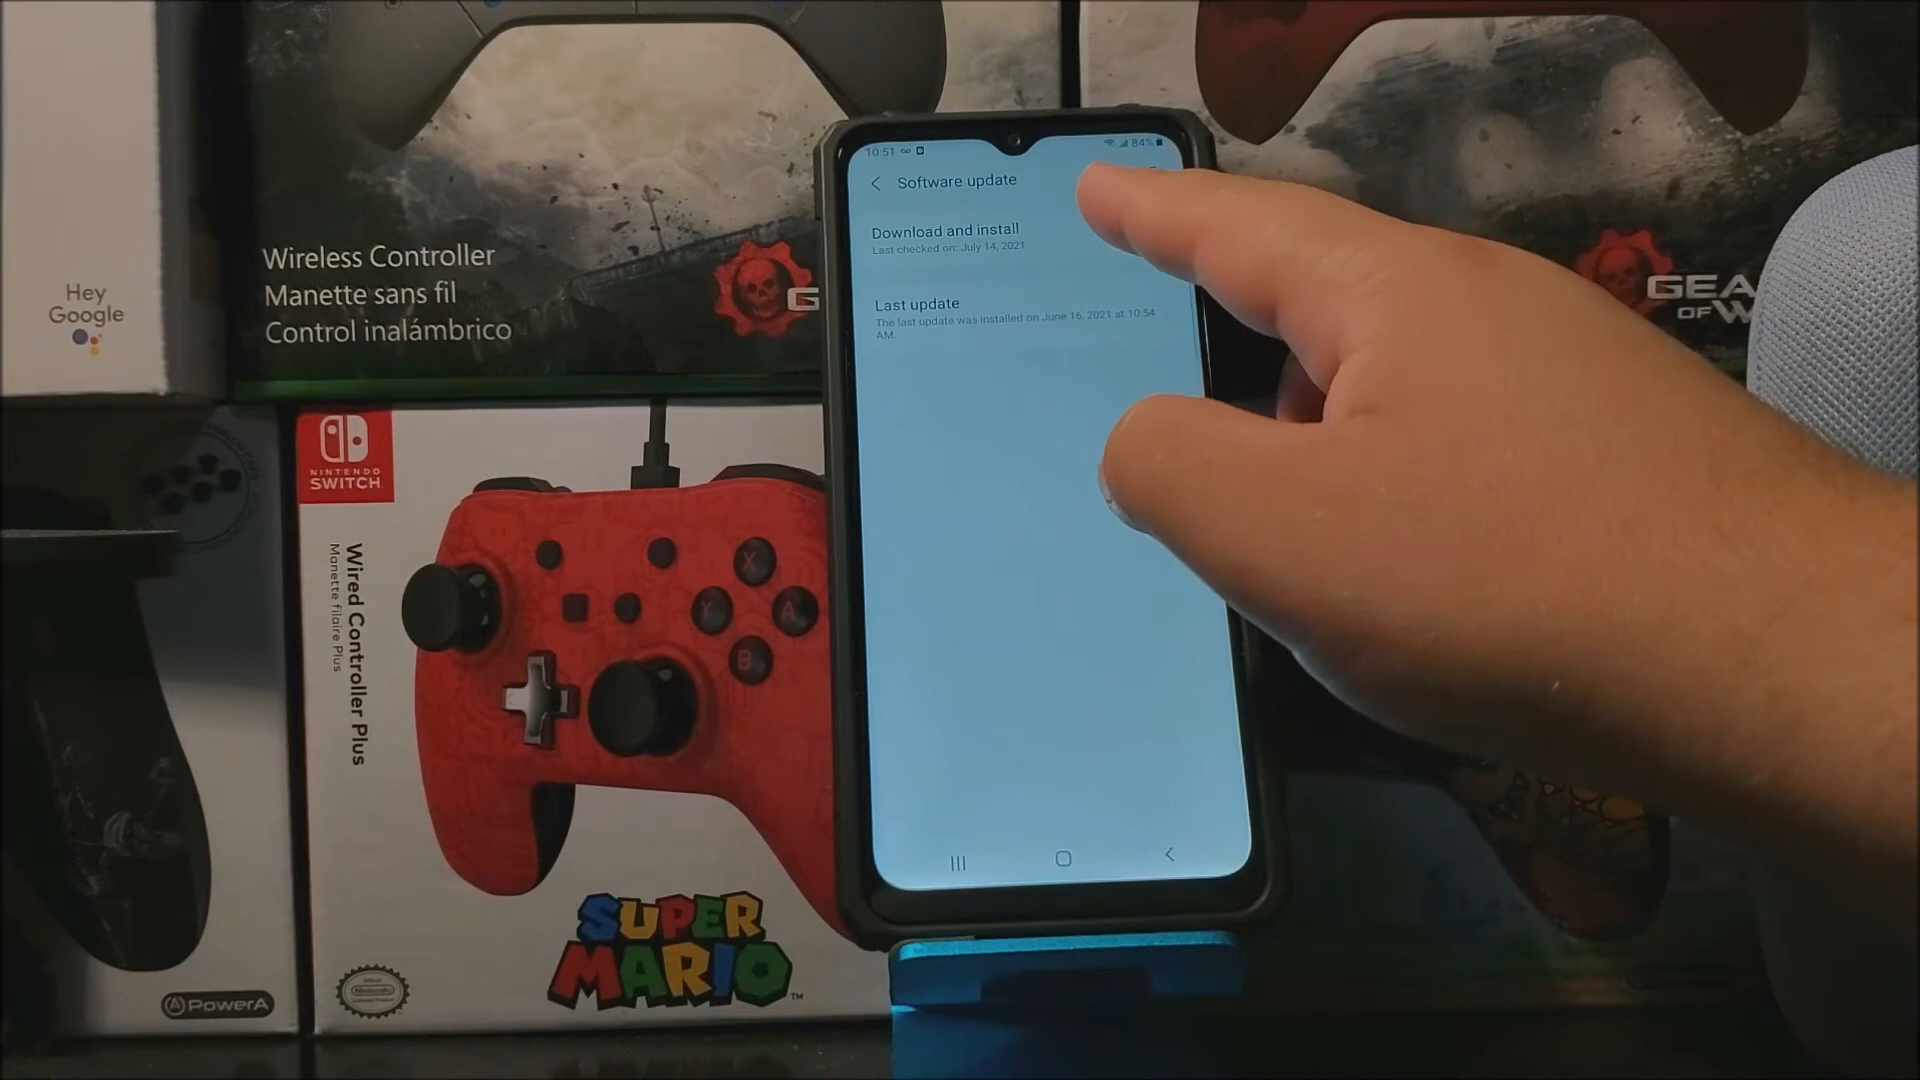 Hey
Google
Wireless Controller
Manette sans fil
Control inalámbrico
G
GEA
OF W
10:51
84%
Software update
Download and install
Last checked on: July 14, 2021
Last update
The last update was installed on June 16, 2021 at 10:54
AM.
NINTENDO
SWITCH
Wired Controller Plus
Manette filaire Plus
X
Y
A
B
SUPER
MARIO™
Nintendo
PowerA